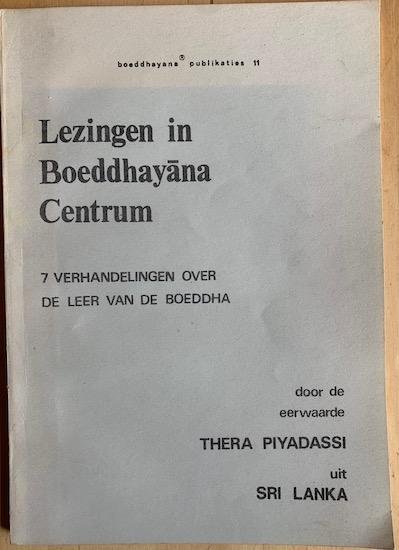 boeddhayana® publikaties 11
Lezingen in
Boeddhayāna
Centrum
7 VERHANDELINGEN OVER
DE LEER VAN DE BOEDDHA
door de
eerwaarde
THERA PIYADASSI
uit
SRI LANKA